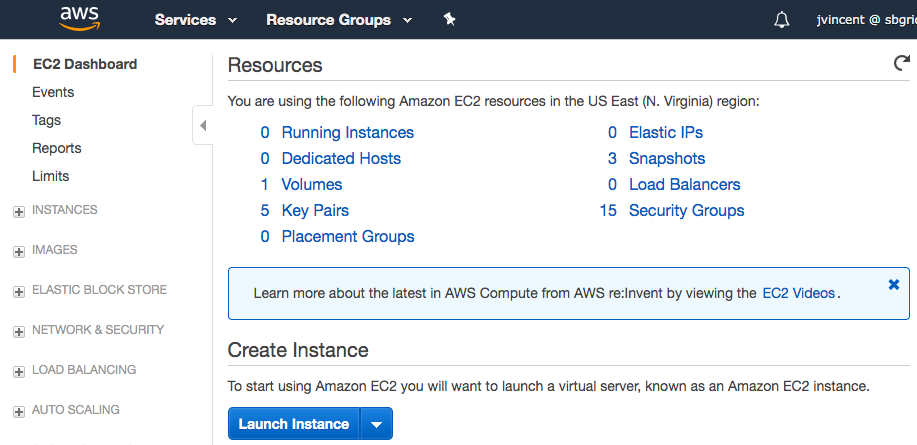 aws Services Resource Groups jvincent @ sbgri
EC2 Dashboard
Events
Tags
Reports
Limits
INSTANCES
IMAGES
ELASTIC BLOCK STORE
NETWORK & SECURITY
LOAD BALANCING
AUTO SCALING
Resources
You are using the following Amazon EC2 resources in the US East (N. Virginia) region:
0 Running Instances 0 Elastic IPs
0 Dedicated Hosts 3 Snapshots
1 Volumes 0 Load Balancers
5 Key Pairs 15 Security Groups
0 Placement Groups
Learn more about the latest in AWS Compute from AWS re:Invent by viewing the EC2 Videos .
Create Instance
To start using Amazon EC2 you will want to launch a virtual server, known as an Amazon EC2 instance.
Launch Instance